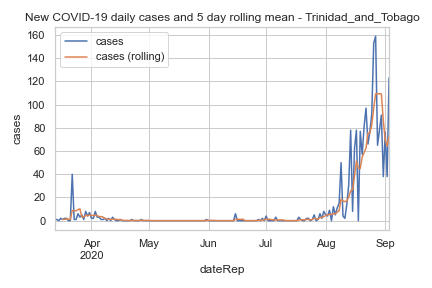 New COVID-19 daily cases and 5 day rolling mean - Trinidad_and_Tobago
cases
cases (rolling)
160
140
120
100
80
60
40
20
0
cases
Apr
2020
May
Jun
Jul
Aug
Sep
dateRep